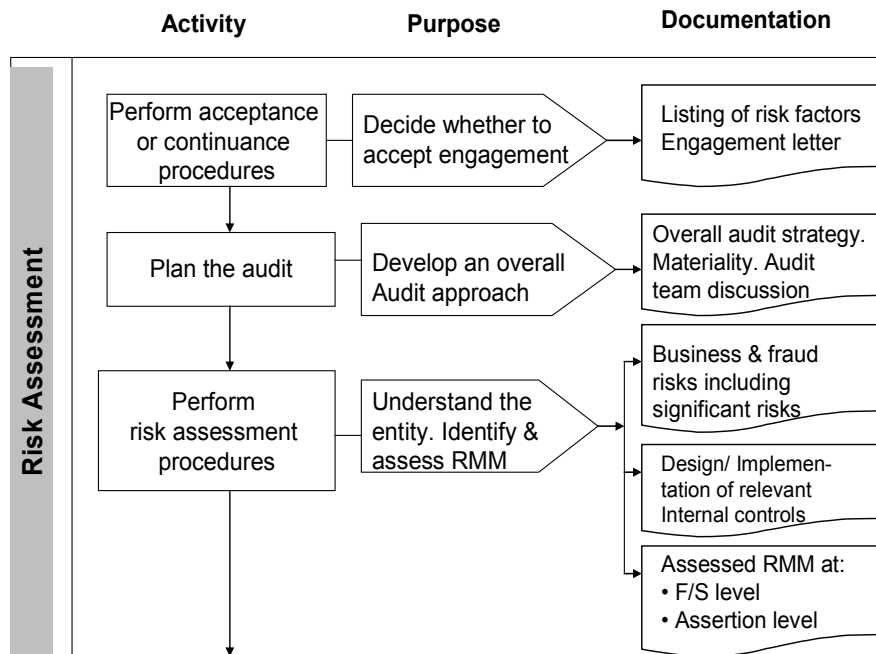 Activity
Purpose
Documentation
Risk Assessment
Perform acceptance
or continuance
procedures
Decide whether to
accept engagement
Listing of risk factors
Engagement letter
Plan the audit
Develop an overall
Audit approach
Overall audit strategy.
Materiality. Audit
team discussion
Perform
risk assessment
procedures
Understand the
entity. Identify &
assess RMM
Business & fraud
risks including
significant risks
Design/ Implemen-
tation of relevant
Internal controls
Assessed RMM at:
• F/S level
• Assertion level